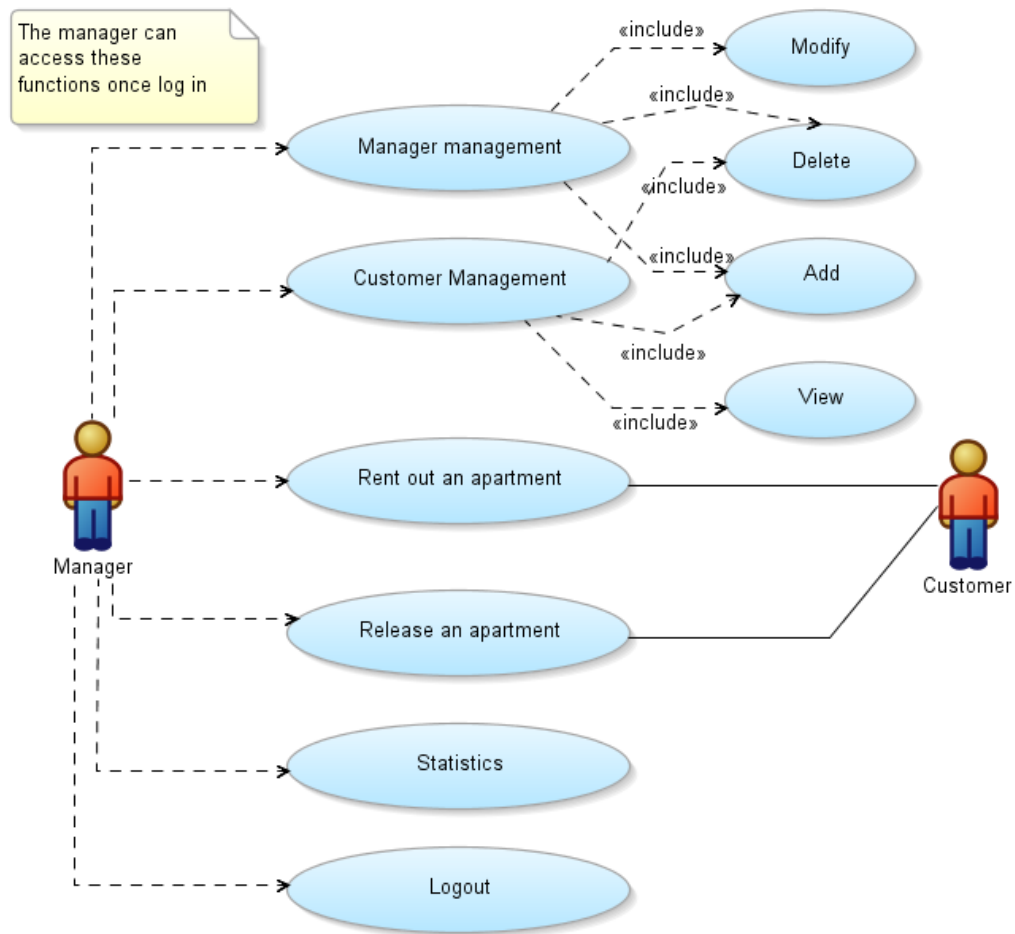 The manager can
access these
functions once log in
«include»
Modify
«include»
Manager management
Delete
«include»
«include»
Customer Management
Add
«include»
View
«include»
Rent out an apartment
Manager
Customer
Release an apartment
Statistics
Logout